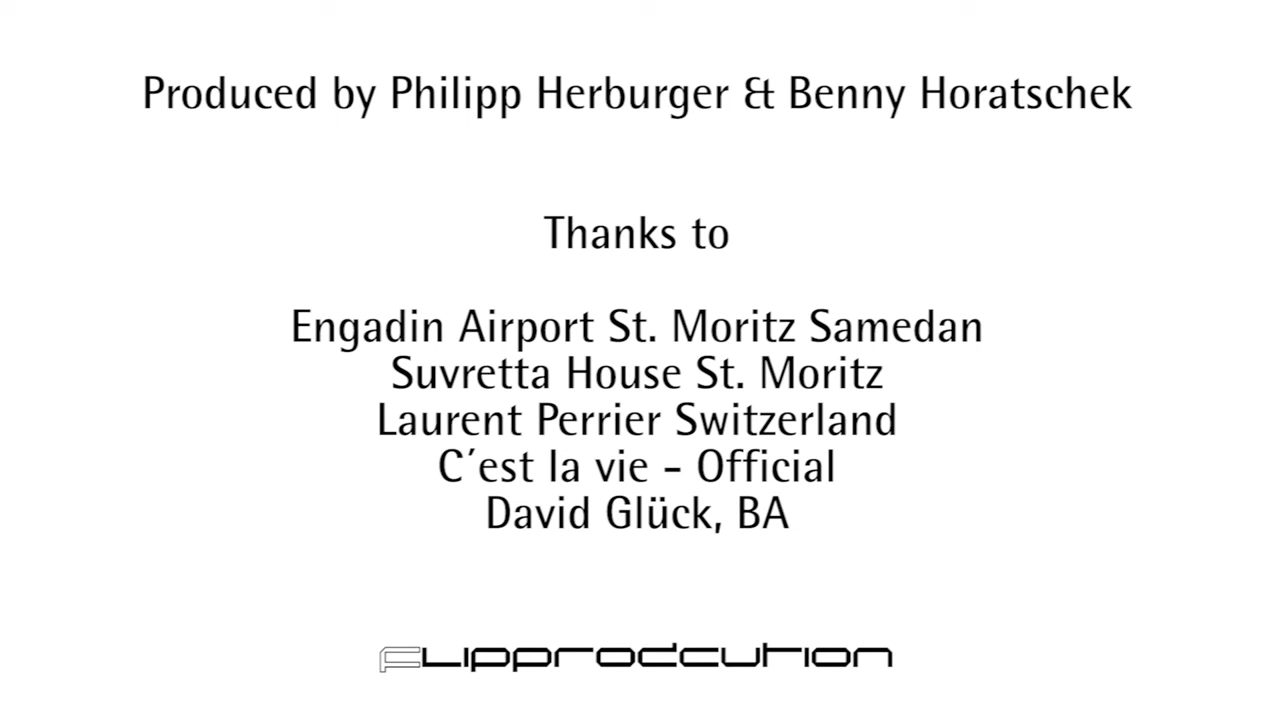 Produced by Philipp Herburger & Benny Horatschek
Thanks to
Engadin Airport St. Moritz Samedan
Suvretta House St. Moritz
Laurent Perrier Switzerland
C´est la vie - Official
David Glück, BA
FLIPPRODCUTION